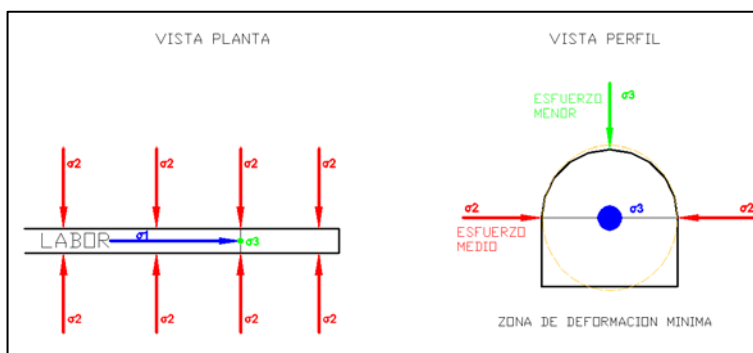 VISTA PLANTA
σ2 σ2 σ2 σ2
LABOR σ1 σ3
σ2 σ2 σ2 σ2
VISTA PERFIL
ESFUERZO σ3
MENOR
σ2 σ3 σ2
ESFUERZO
MEDIO
ZONA DE DEFORMACION MINIMA